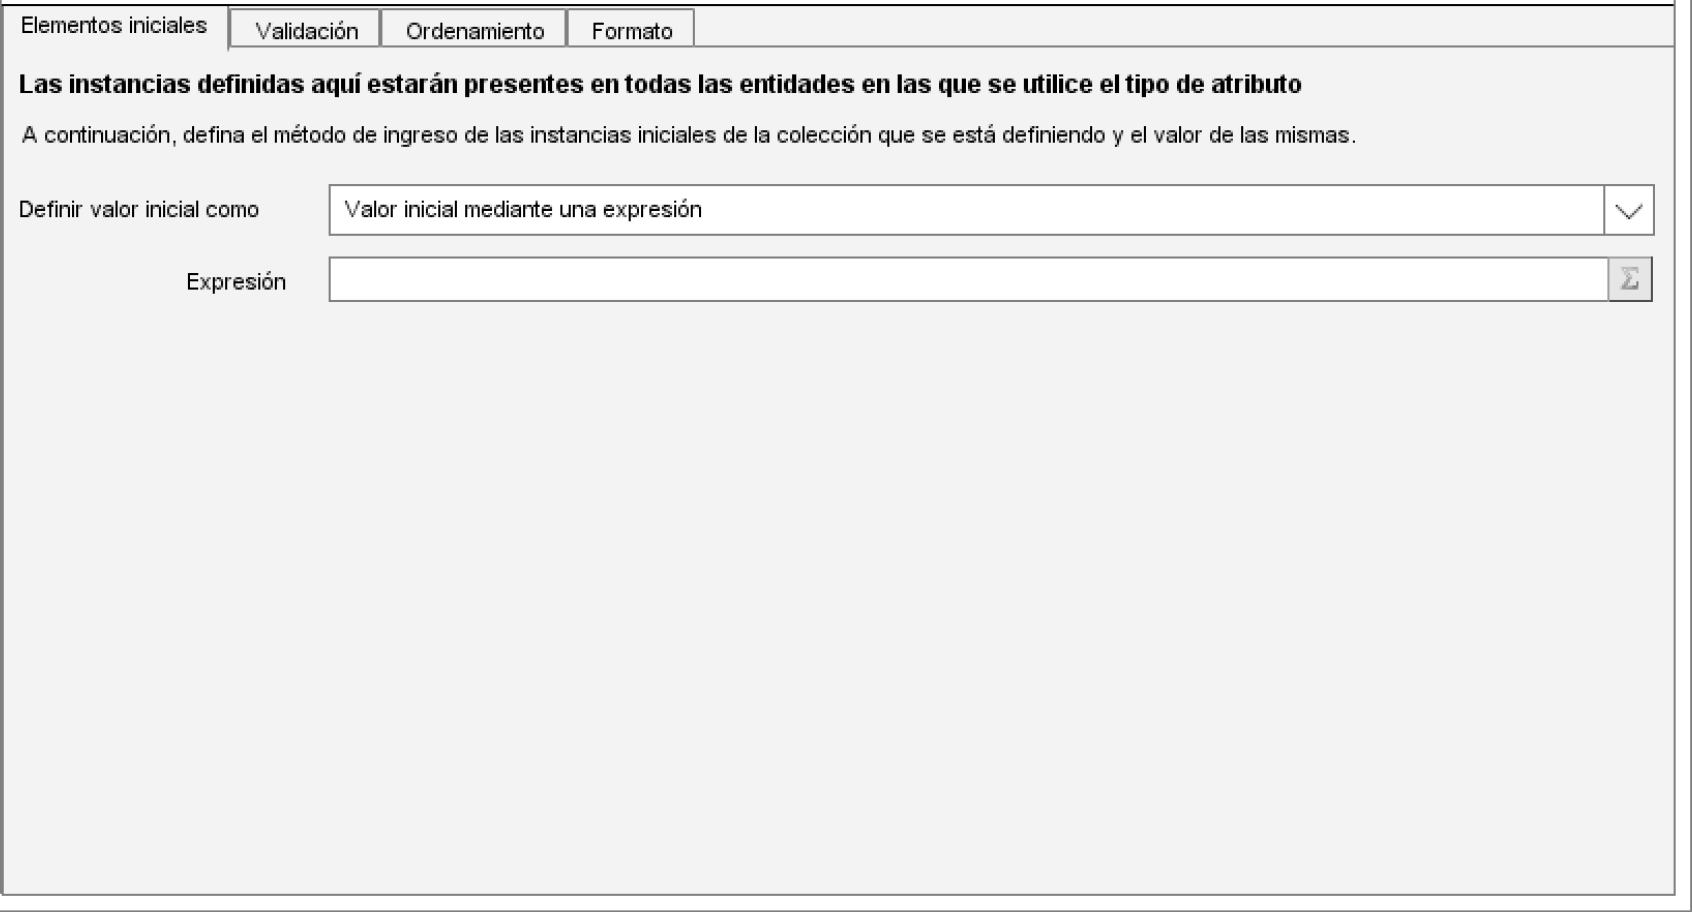 Elementos iniciales Validación Ordenamiento Formato
Las instancias definidas aquí estarán presentes en todas las entidades en las que se utilice el tipo de atributo
A continuación, defina el método de ingreso de las instancias iniciales de la colección que se está definiendo y el valor de las mismas.
Definir valor inicial como Valor inicial mediante una expresión
Expresión Σ